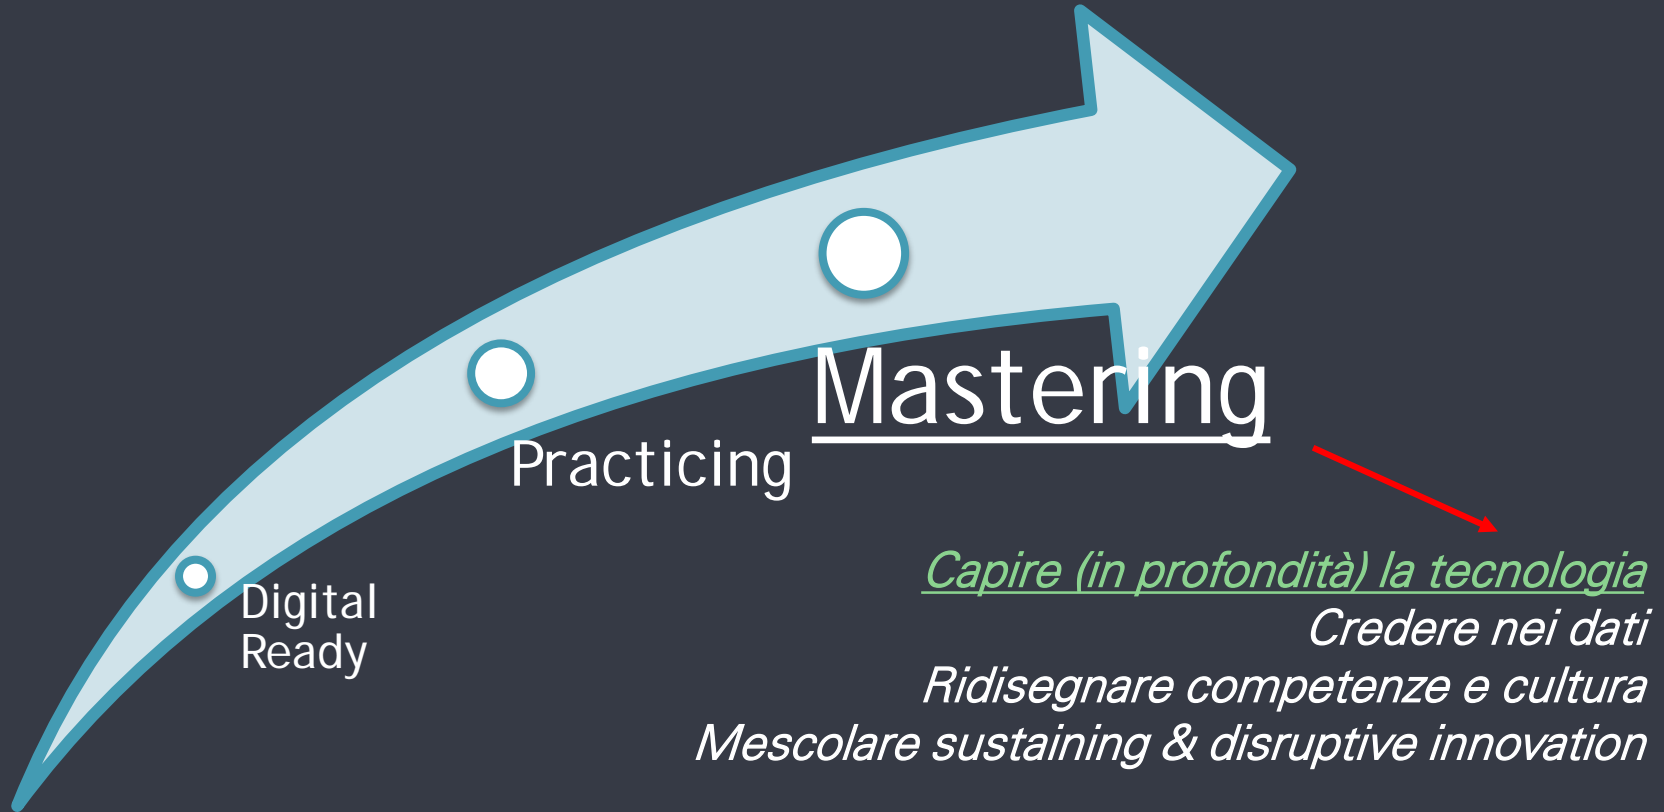 Mastering
Practicing
Digital
Ready
Capire (in profondità) la tecnologia
Credere nei dati
Ridisegnare competenze e cultura
Mescolare sustaining & disruptive innovation